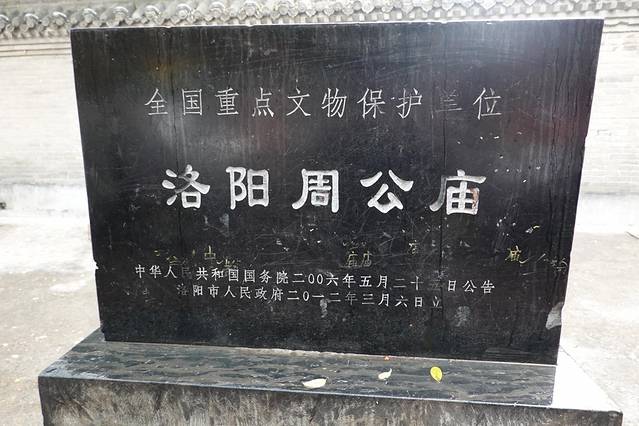 全国重点文物保护单位
洛阳周公庙
中华人民共和国国务院二00六年五月二十五日公告
洛阳市人民政府二0一二年三月六日立